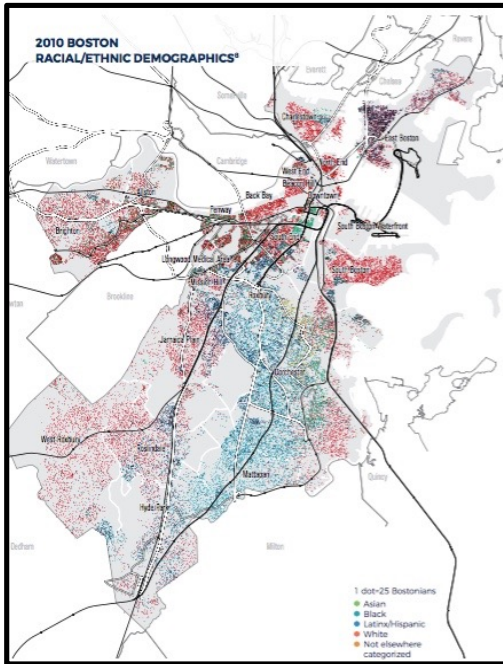 2010 BOSTON
RACIAL/ETHNIC DEMOGRAPHICS
Revere
Everett
Chelsea
Somerville
Charlestown
East Boston
Watertown
Cambridge
West End
North End
Beacon Hill
Downtown
Allston
Back Bay
Fenway
Brighton
South Boston Waterfront
Longwood Medical Area
South Boston
Mission Hill
Brookline
Roxbury
Jamaica Plain
Dorchester
West Roxbury
Roslindale
Mattapan
Quincy
Hyde Park
Dedham
Milton
1 dot=25 Bostonians
Asian
Black
Latinx/Hispanic
White
Not elsewhere
categorized